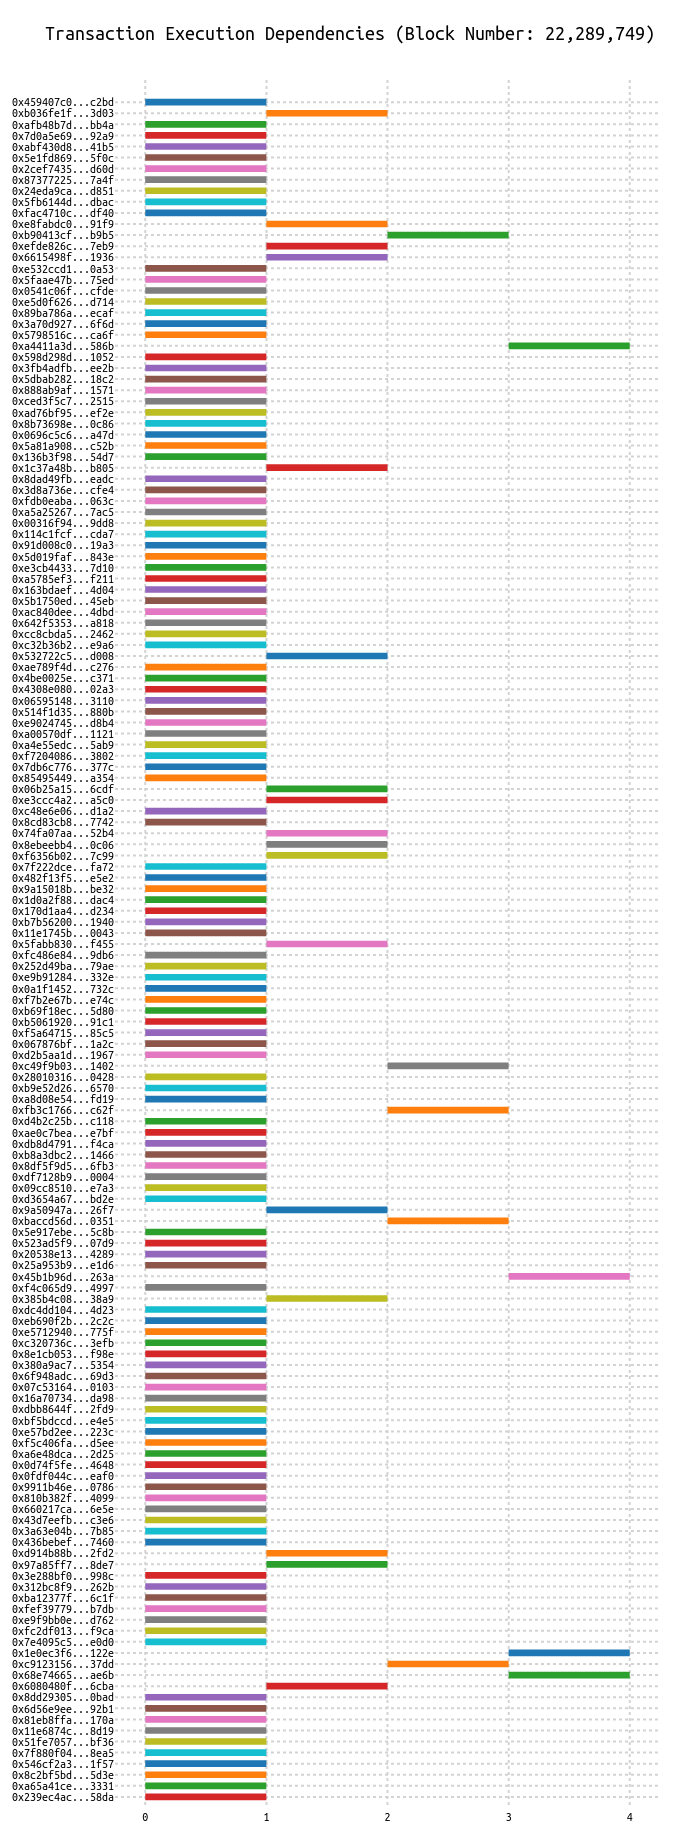 Transaction Execution Dependencies (Block Number: 22,289,749)
0x459407c0...c2bd
0xb036fe1f...3d03
0xafb48b7d...bb4a
0x7d0a5e69...92a9
0xabf430d8...41b5
0x5e1fd869...5f0c
0x2cef7435...d60d
0x87377225...7a4f
0x24eda9ca...d851
0x5fb6144d...dbac
0xfac4710c...df40
0xe8fabdc0...91f9
0xb90413cf...b9b5
0xefde826c...7eb9
0x6615498f...1936
0xe532ccd1...0a53
0x5faae47b...75ed
0x0541c06f...cfde
0xe5d0f626...d714
0x89ba786a...ecaf
0x3a70d927...6f6d
0x5798516c...ca6f
0xa4411a3d...586b
0x598d298d...1052
0x3fb4adfb...ee2b
0x5dbab282...18c2
0x888ab9af...1571
0xced3f5c7...2515
0xad76bf95...ef2e
0x8b73698e...0c86
0x0696c5c6...a47d
0x5a81a908...c52b
0x136b3f98...54d7
0x1c37a48b...b805
0x8dad49fb...eadc
0x3d8a736e...cfe4
0xfdb0eaba...063c
0xa5a25267...7ac5
0x00316f94...9dd8
0x114c1fcf...cda7
0x91d008c0...19a3
0x5d019faf...843e
0xe3cb4433...7d10
0xa5785ef3...f211
0x163bdaef...4d04
0x5b1750ed...45eb
0xac840dee...4dbd
0x642f5353...a818
0xcc8cbda5...2462
0xc32b36b2...e9a6
0x532722c5...d008
0xae789f4d...c276
0x4be0025e...c371
0x4308e080...02a3
0x06595148...3110
0x514f1d35...880b
0xe9024745...d8b4
0xa00570df...1121
0xa4e55edc...5ab9
0xf7204086...3802
0x7db6c776...377c
0x85495449...a354
0x06b25a15...6cdf
0xe3ccc4a2...a5c0
0xc48e6e06...d1a2
0x8cd83cb8...7742
0x74fa07aa...52b4
0x8ebeebb4...0c06
0xf6356b02...7c99
0x7f222dce...fa72
0x482f13f5...e5e2
0x9a15018b...be32
0x1d0a2f88...dac4
0x170d1aa4...d234
0xb7b56200...1940
0x11e1745b...0043
0x5fabb830...f455
0xfc486e84...9db6
0x252d49ba...79ae
0xe9b91284...332e
0x0a1f1452...732c
0xf7b2e67b...e74c
0xb69f18ec...5d80
0xb5061920...91c1
0xf5a64715...85c5
0x067876bf...1a2c
0xd2b5aa1d...1967
0xc49f9b03...1402
0x28010316...0428
0xb9e52d26...6570
0xa8d08e54...fd19
0xfb3c1766...c62f
0xd4b2c25b...c118
0xae0c7bea...e7bf
0xdb8d4791...f4ca
0xb8a3dbc2...1466
0x8df5f9d5...6fb3
0xdf7128b9...0004
0x09cc8510...e7a3
0xd3654a67...bd2e
0x9a50947a...26f7
0xbaccd56d...0351
0x5e917ebe...5c8b
0x523ad5f9...07d9
0x20538e13...4289
0x25a953b9...e1d6
0x45b1b96d...263a
0xf4c065d9...4997
0x385b4c08...38a9
0xdc4dd104...4d23
0xeb690f2b...2c2c
0xe5712940...775f
0xc320736c...3efb
0x8e1cb053...f98e
0x380a9ac7...5354
0x6f948adc...69d3
0x07c53164...0103
0x16a70734...da98
0xdbb8644f...2fd9
0xbf5bdccd...e4e5
0xe57bd2ee...223c
0xf5c406fa...d5ee
0xa6e48dca...2d25
0x0d74f5fe...4648
0x0fdf044c...eaf0
0x9911b46e...0786
0x810b382f...4099
0x660217ca...6e5e
0x43d7eefb...c3e6
0x3a63e04b...7b85
0x436bebef...7460
0xd914b88b...2fd2
0x97a85ff7...8de7
0x3e288bf0...998c
0x312bc8f9...262b
0xba12377f...6c1f
0xfef39779...b7db
0xe9f9bb0e...d762
0xfc2df013...f9ca
0x7e4095c5...e0d0
0x1e0ec3f6...122e
0xc9123156...37dd
0x68e74665...ae6b
0x6080480f...6cba
0x8dd29305...0bad
0x6d56e9ee...92b1
0x81eb8ffa...170a
0x11e6874c...8d19
0x51fe7057...bf36
0x7f880f04...8ea5
0x546cf2a3...1f57
0x8c2bf5bd...5d3e
0xa65a41ce...3331
0x239ec4ac...58da
0 1 2 3 4